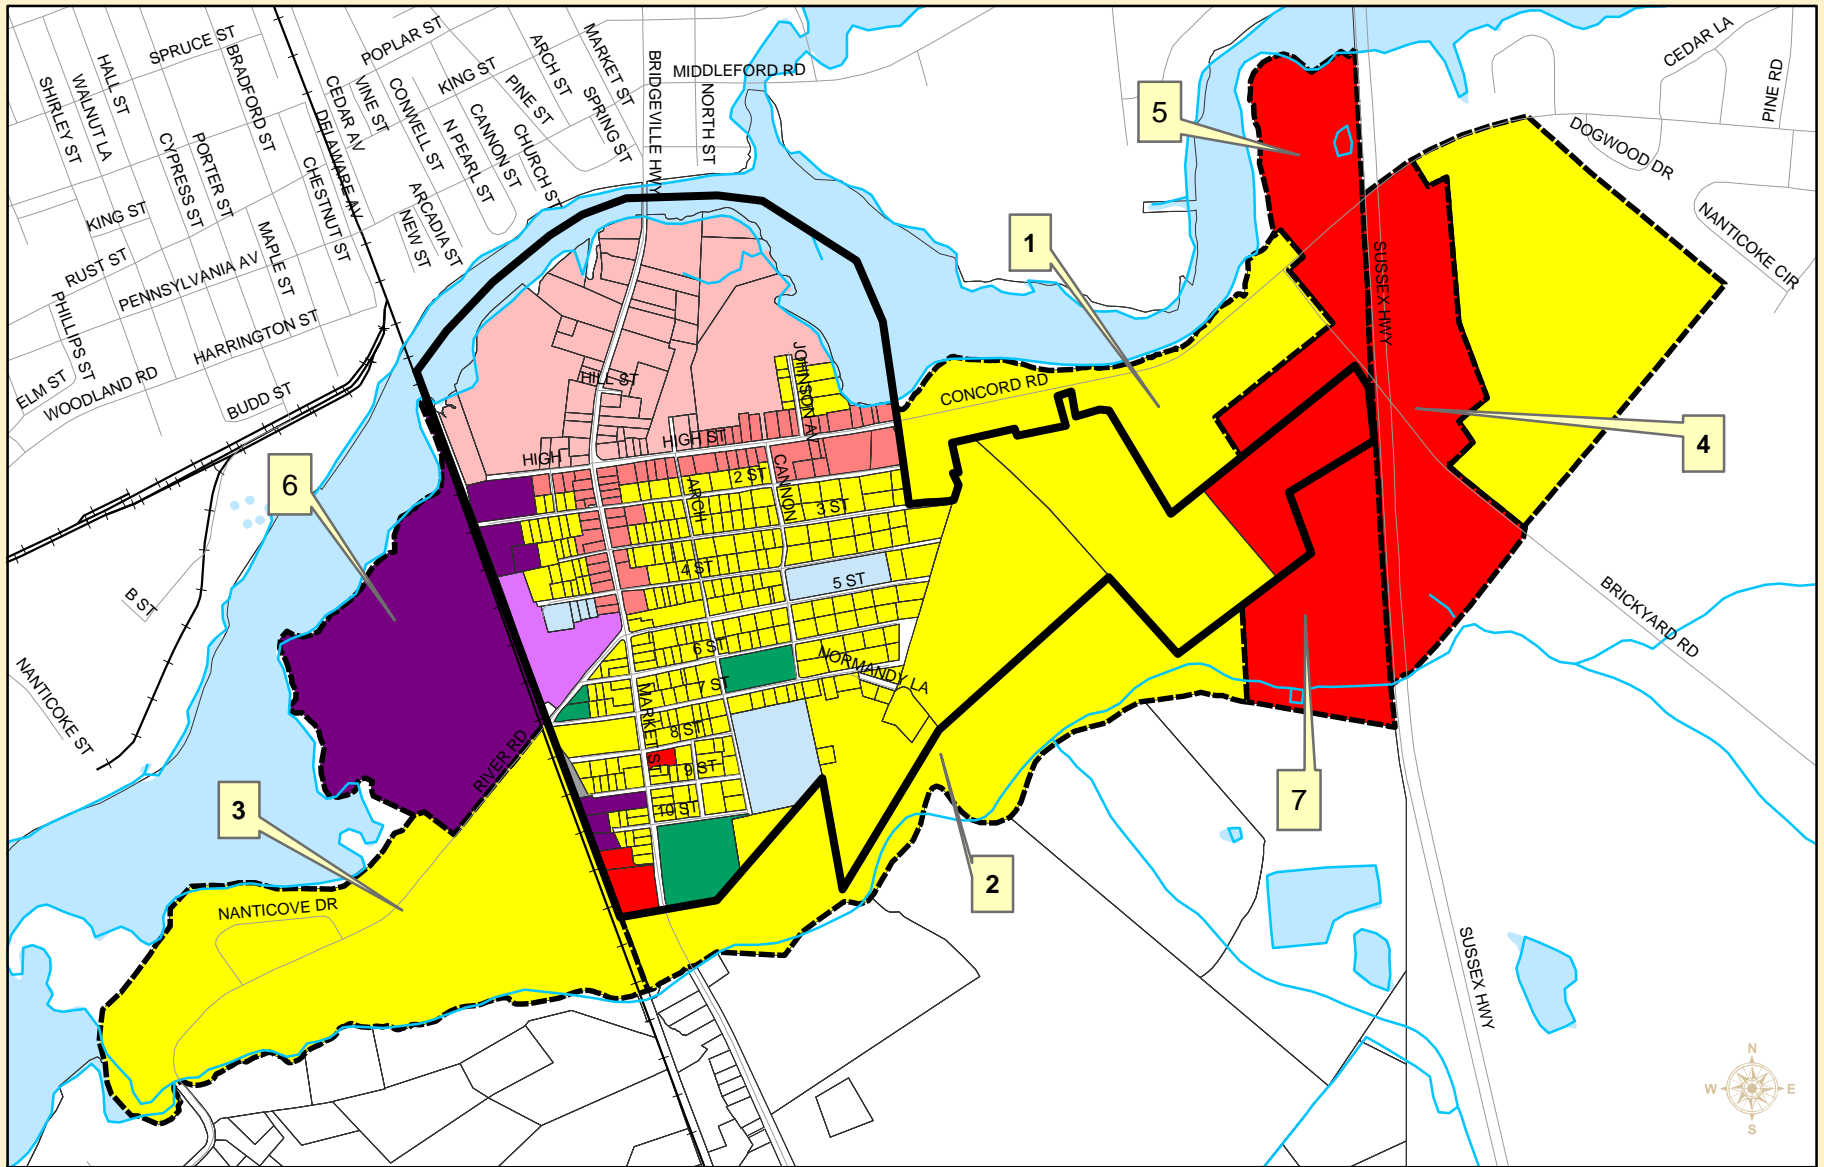 SPRUCE ST
HALL ST
WALNUT LA
SHIRLEY ST
BRADFORD ST
PORTER ST
CYPRESS ST
KING ST
RUST ST
PENNSYLVANIA AV
MAPLE ST
PHILLIPS ST
HARRINGTON ST
ELM ST
WOODLAND RD
BUDD ST
CHESTNUT ST
DELAWARE AV
CEDAR AV
VINE ST
POPLAR ST
CONWELL ST
KING ST
N PEARL ST
CANNON ST
CHURCH ST
PINE ST
ARCH ST
MARKET ST
SPRING ST
ARCADIA ST
NEW ST
BRIDGEVILLE HWY
MIDDLEFORD RD
NORTH ST
CEDAR LA
PINE RD
DOGWOOD DR
NANTICOKE CIR
5
1
SUSSEX HWY
4
CONCORD RD
JOHNSON AV
HILL ST
HIGH ST
HIGH
2 ST
ARCH
CANNON
3 ST
4 ST
5 ST
6 ST
NORMANDY LA
7 ST
MARKET ST
8 ST
9 ST
10 ST
6
B ST
NANTICOKE ST
RIVER RD
3
NANTICOVE DR
2
7
BRICKYARD RD
SUSSEX HWY
N
W E
S